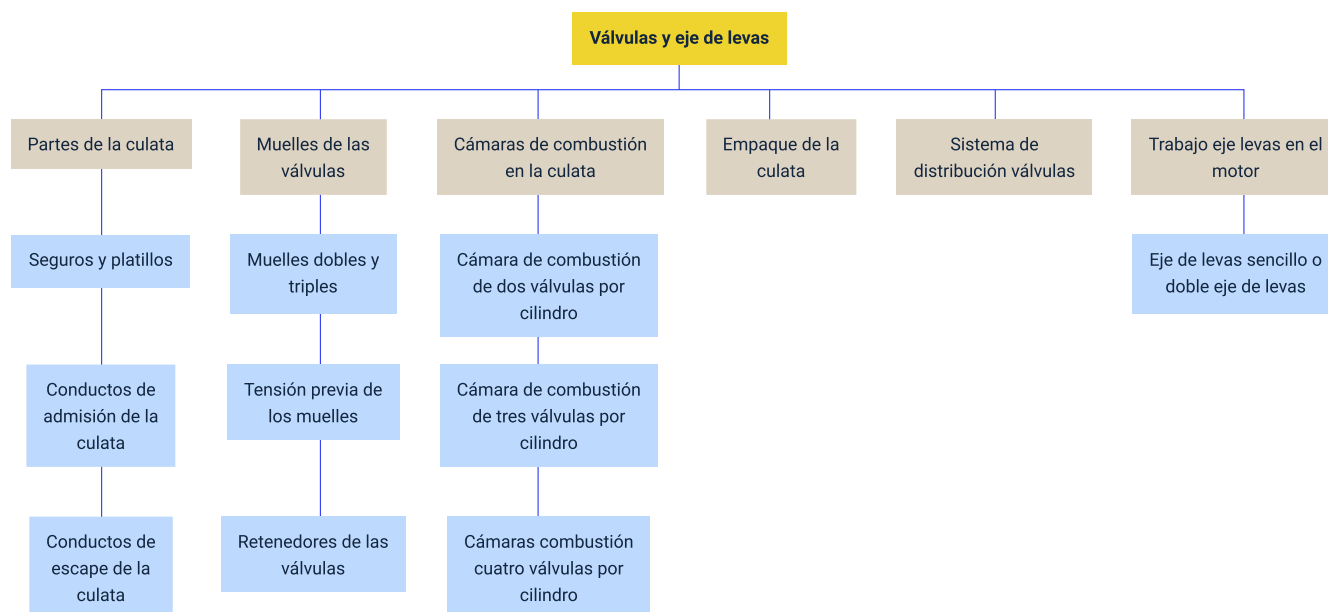 Válvulas y eje de levas
Partes de la culata
Muelles de las
válvulas
Cámaras de combustión
en la culata
Empaque de la
culata
Sistema de
distribución válvulas
Trabajo eje levas en el
motor
Seguros y platillos
Muelles dobles y
triples
Cámara de combustión
de dos válvulas por
cilindro
Eje de levas sencillo o
doble eje de levas
Conductos de
admisión de la
culata
Tensión previa de
los muelles
Cámara de combustión
de tres válvulas por
cilindro
Conductos de
escape de la
culata
Retenedores de las
válvulas
Cámaras combustión
cuatro válvulas por
cilindro